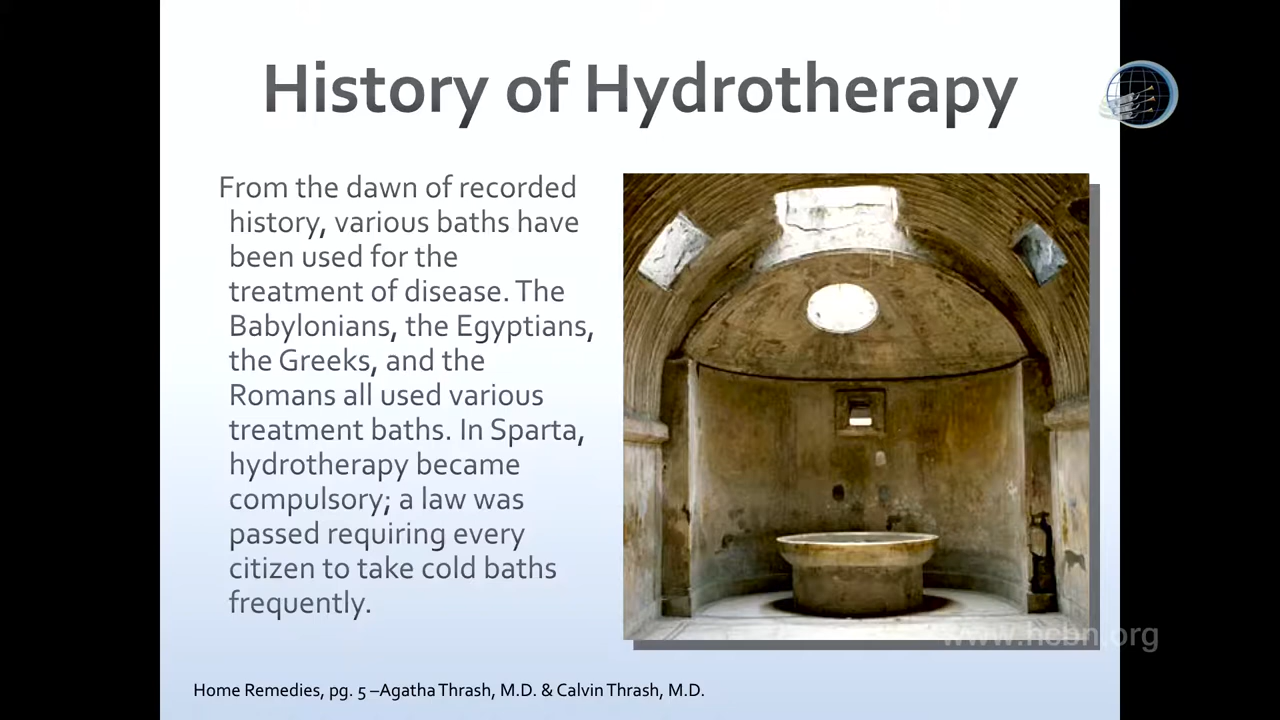 History of Hydrotherapy
From the dawn of recorded
history, various baths have
been used for the
treatment of disease. The
Babylonians, the Egyptians,
the Greeks, and the
Romans all used various
treatment baths. In Sparta,
hydrotherapy became
compulsory; a law was
passed requiring every
citizen to take cold baths
frequently.
www.hcbn.org
Home Remedies, pg. 5 –Agatha Thrash, M.D. & Calvin Thrash, M.D.